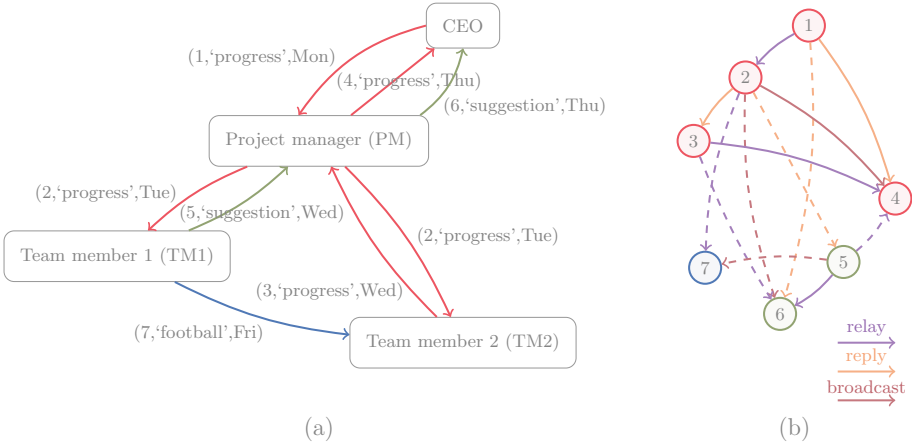 CEO
(1,‘progress’,Mon)
(4,‘progress’,Thu)
(6,‘suggestion’,Thu)
Project manager (PM)
(2,‘progress’,Tue)
(5,‘suggestion’,Wed)
(2,‘progress’,Tue)
Team member 1 (TM1)
(3,‘progress’,Wed)
(7,‘football’,Fri)
Team member 2 (TM2)
(a)
1
2
3
4
5
7
6
relay
reply
broadcast
(b)